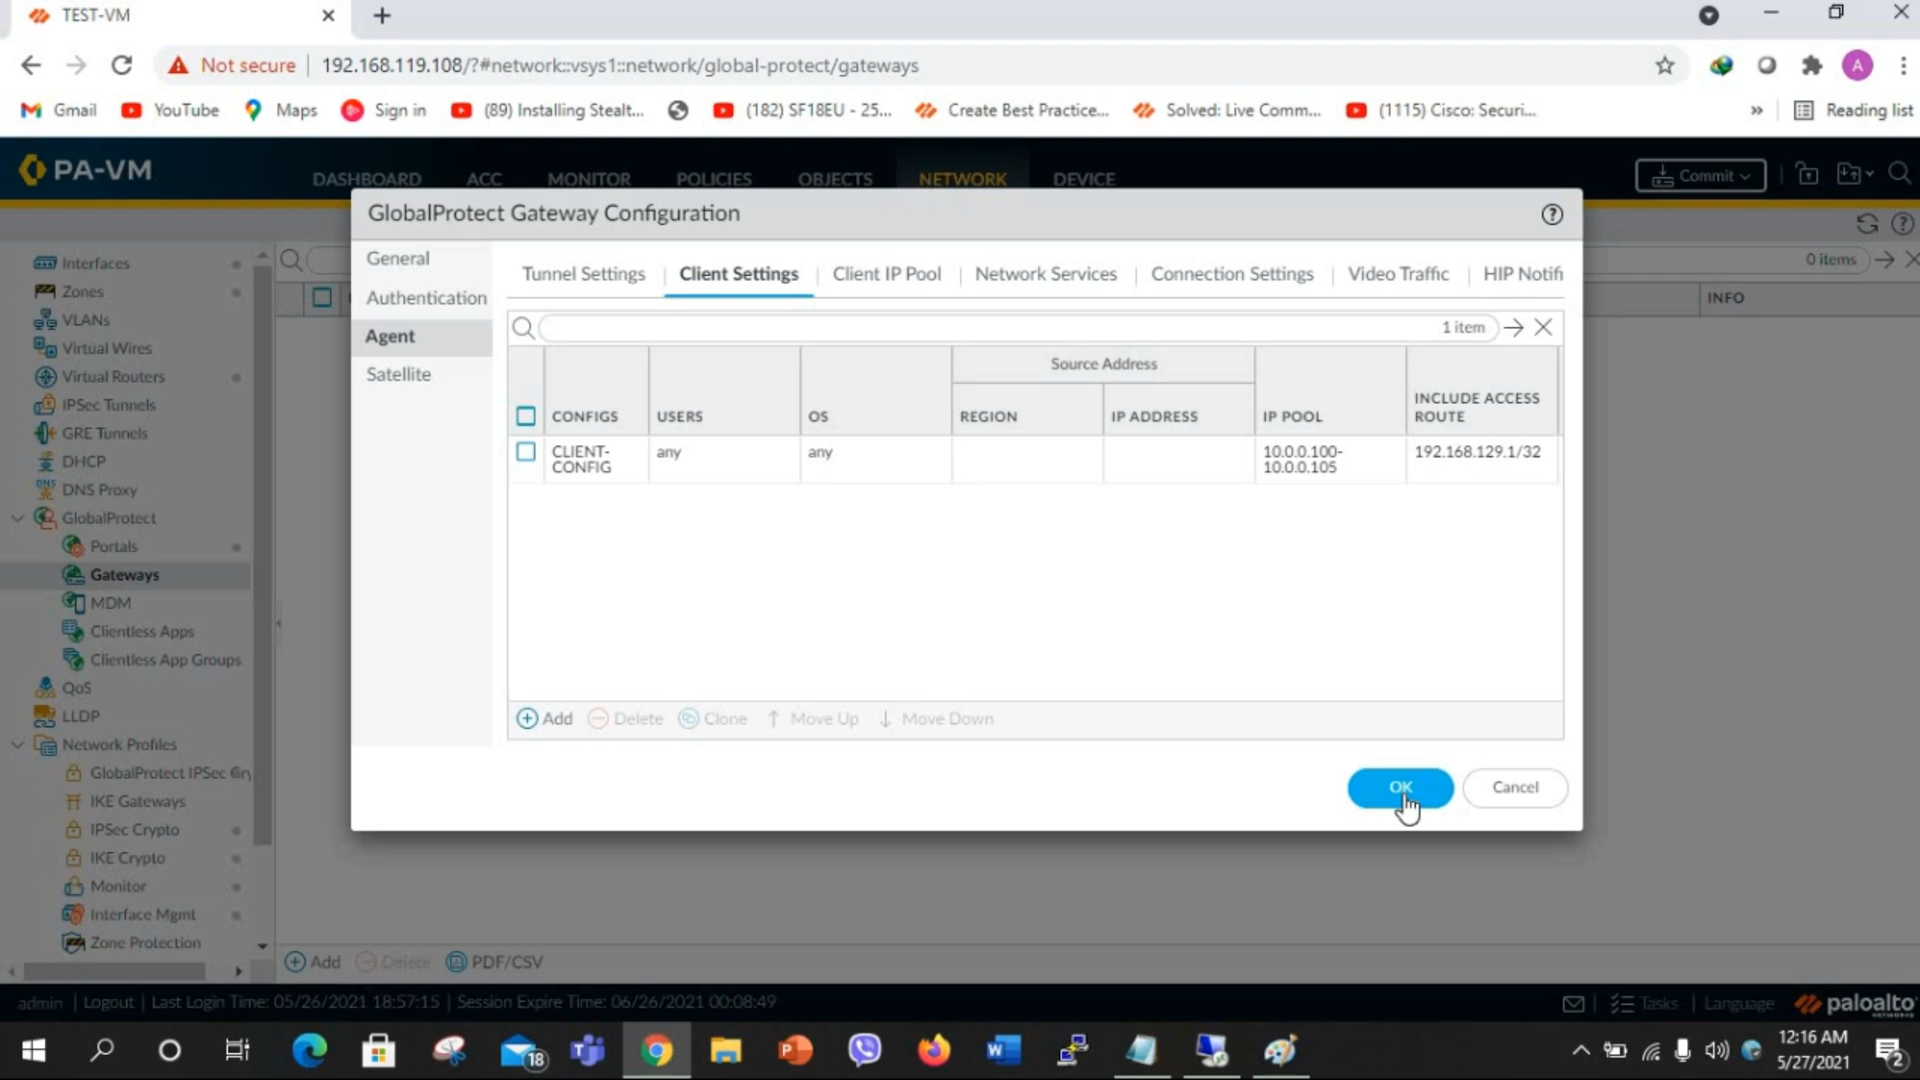 TEST-VM
Not secure
192.168.119.108/?#network::vsys1::network/global-protect/gateways
A
Gmail
YouTube
Maps
Sign in
(89) Installing Stealt...
(182) SF18EU - 25...
Create Best Practice...
Solved: Live Comm...
(1115) Cisco: Securi...
»
Reading list
PA-VM
DASHBOARD
ACC
MONITOR
POLICIES
OBJECTS
NETWORK
DEVICE
Commit
GlobalProtect Gateway Configuration
Interfaces
Zones
VLANs
Virtual Wires
Virtual Routers
IPSec Tunnels
GRE Tunnels
DHCP
DNS Proxy
GlobalProtect
Portals
Gateways
MDM
Clientless Apps
Clientless App Groups
QoS
LLDP
Network Profiles
GlobalProtect IPSec Cry
IKE Gateways
IPSec Crypto
IKE Crypto
Monitor
Interface Mgmt
Zone Protection
0 items
INFO
General
Authentication
Agent
Satellite
Tunnel Settings
Client Settings
Client IP Pool
Network Services
Connection Settings
Video Traffic
HIP Notifi
1 item
Source Address
CONFIGS
USERS
OS
REGION
IP ADDRESS
IP POOL
INCLUDE ACCESS
ROUTE
CLIENT-
CONFIG
any
any
10.0.0.100-
10.0.0.105
192.168.129.1/32
Add
Delete
Clone
Move Up
Move Down
OK
Cancel
Add
Delete
PDF/CSV
admin | Logout | Last Login Time: 05/26/2021 18:57:15 | Session Expire Time: 06/26/2021 00:08:49
Tasks
Language
paloalto
NETWORKS
18
12:16 AM
5/27/2021
2